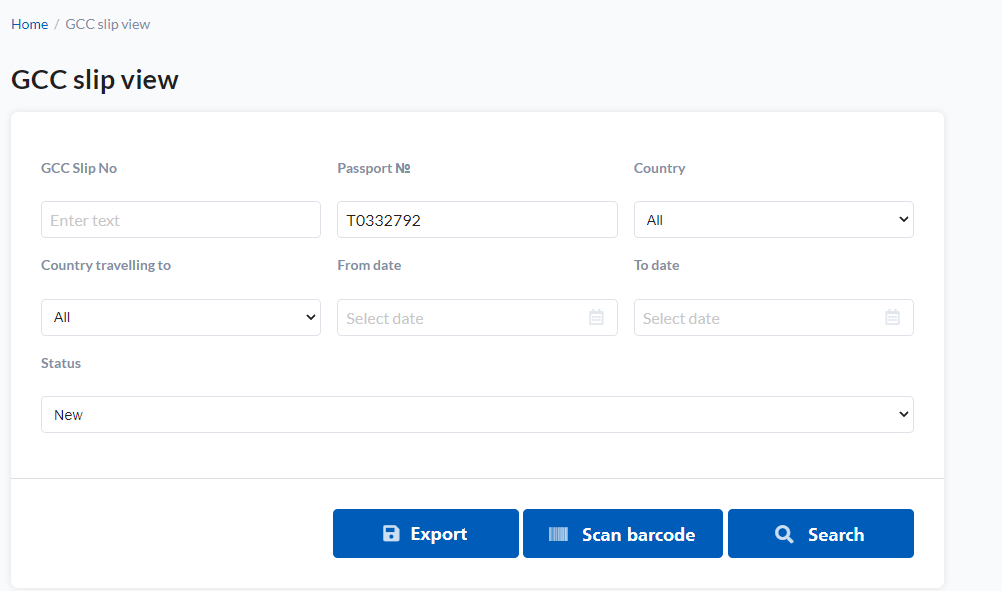 Home / GCC slip view
GCC slip view
GCC Slip No
Passport №
Country
Enter text
T0332792
All
Country travelling to
From date
To date
All
Select date
Select date
Status
New
Export
Scan barcode
Search